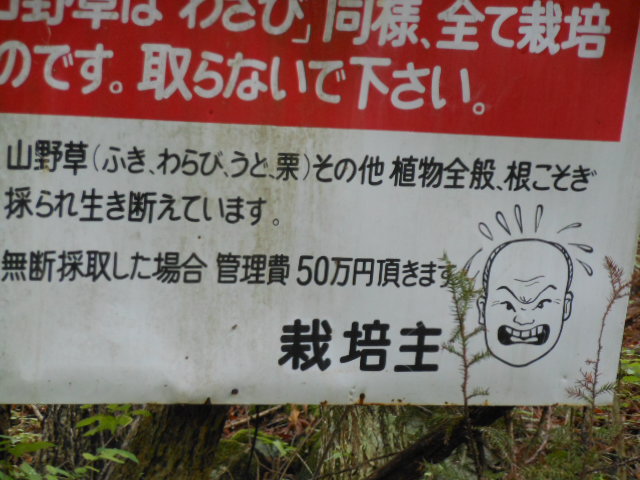 山野草は「わさび」同様、全て栽培
のです。取らないで下さい。
山野草(ふき、わらび、うど、栗)その他 植物全般、根こそぎ
採られ生き断えています。
無断採取した場合 管理費 50万円頂きます
栽培主